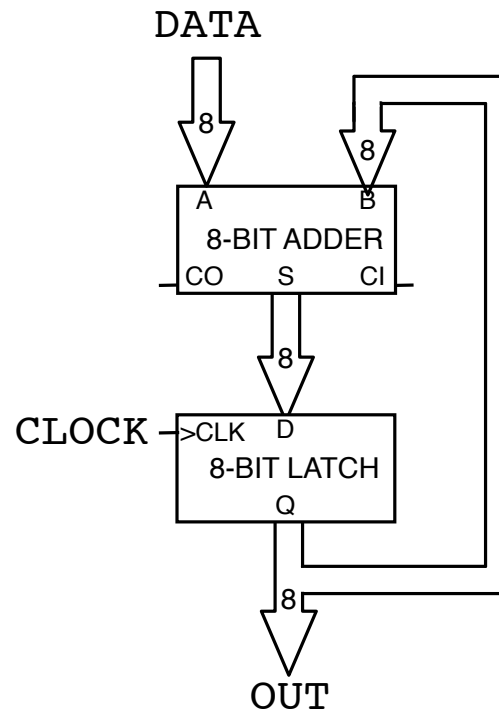 DATA
8
8
A B
8-BIT ADDER
CO S CI
8
CLOCK >CLK D
8-BIT LATCH
Q
8
OUT